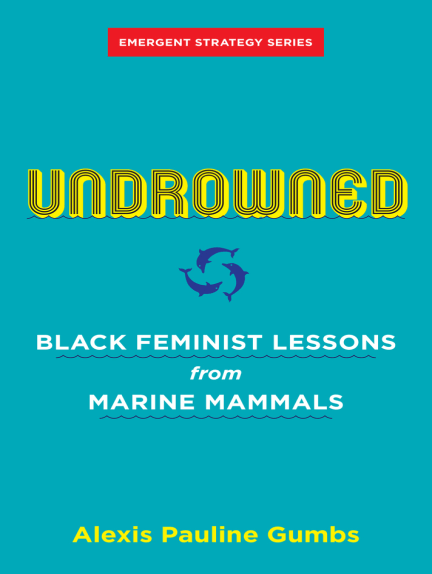 EMERGENT STRATEGY SERIES
UNDROWNED
BLACK FEMINIST LESSONS
from
MARINE MAMMALS
Alexis Pauline Gumbs